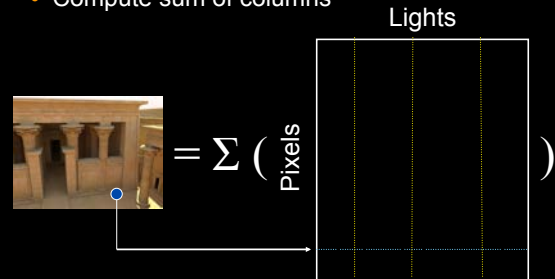 • Compute sum of columns
Lights
= Σ (
Pixels
)